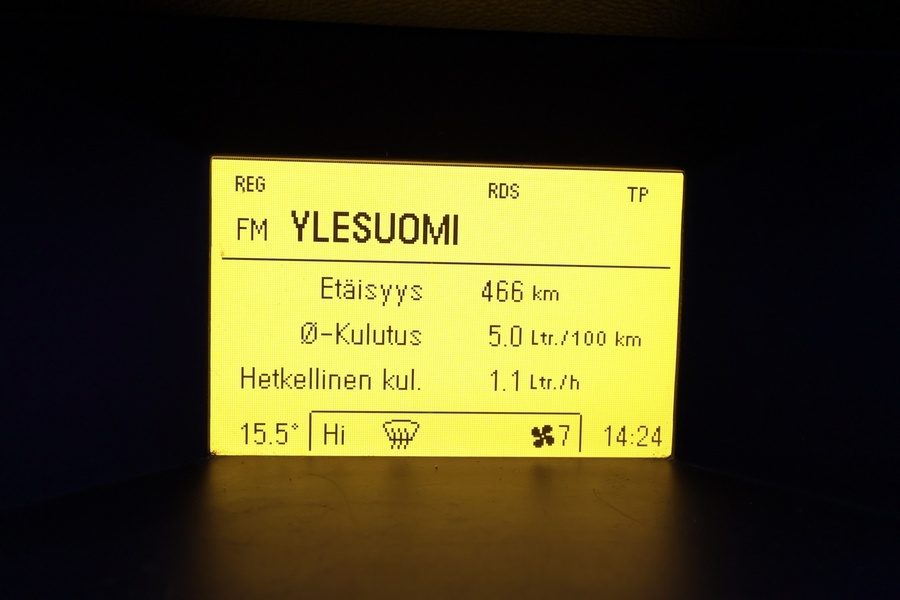 REG RDS TP
FM YLESUOMI
Etäisyys 466 km
Ø-Kulutus 5.0 Ltr./100 km
Hetkellinen kul. 1.1 Ltr./h
15.5° Hi 7 14:24